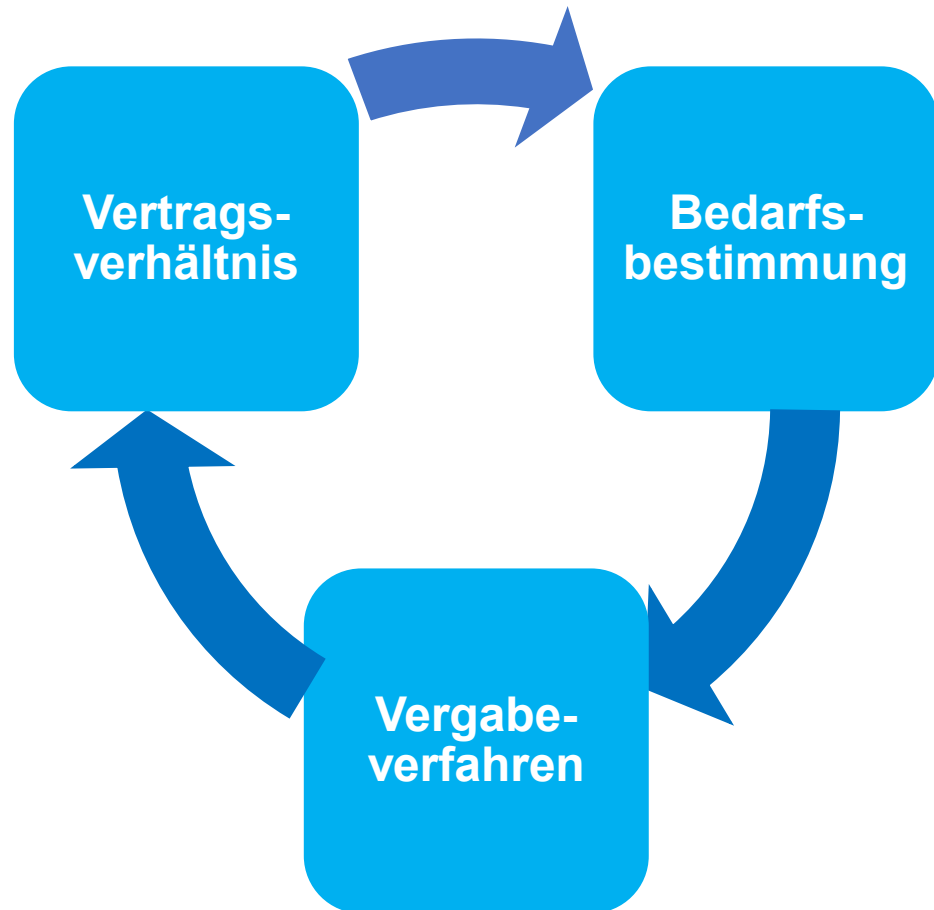 Vertrags-
verhältnis
Bedarfs-
bestimmung
Vergabe-
verfahren